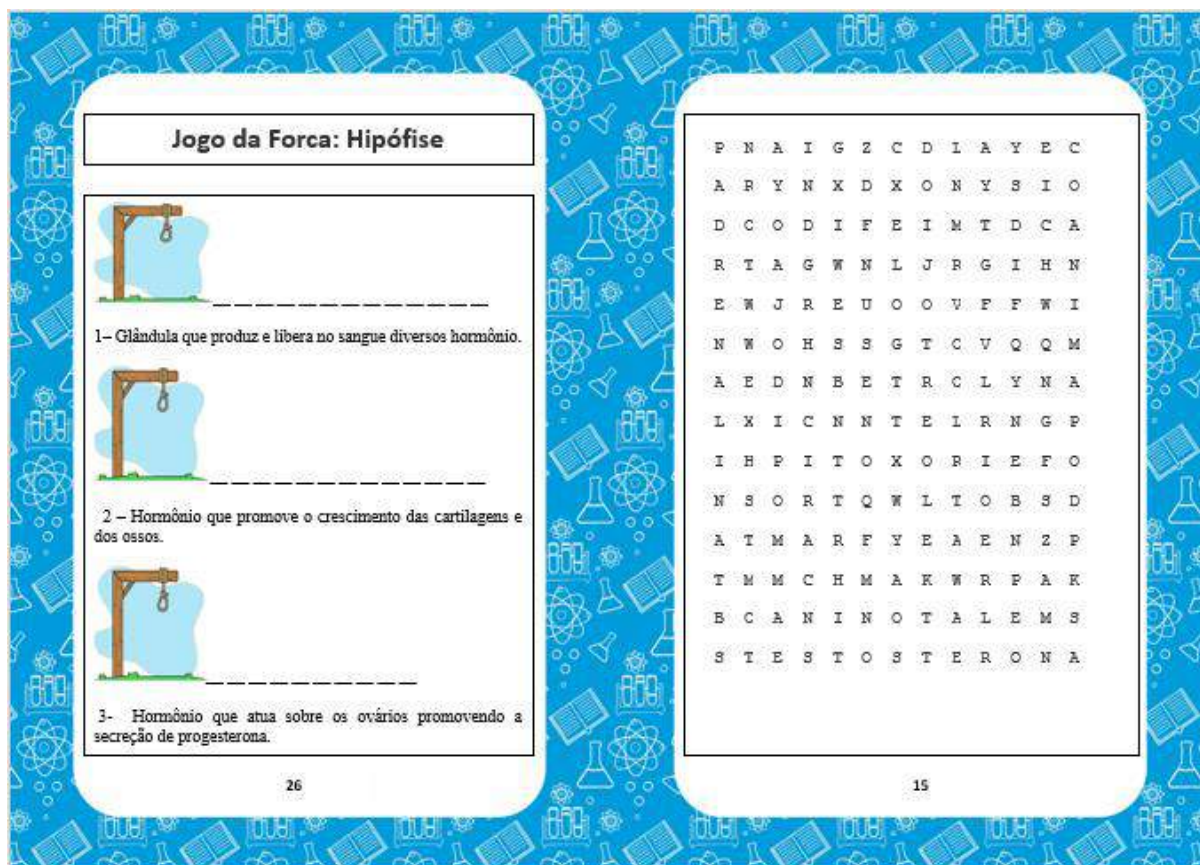 Jogo da Forca: Hipófise
_ _ _ _ _ _ _ _ _ _ _ _ _
1– Glândula que produz e libera no sangue diversos hormônio.
_ _ _ _ _ _ _ _ _ _ _ _ _
2 – Hormônio que promove o crescimento das cartilagens e
dos ossos.
_ _ _ _ _ _ _ _ _ _
3- Hormônio que atua sobre os ovários promovendo a
secreção de progesterona.
26
P N A I G Z C D L A Y E C
A R Y N X D X O N Y S I O
D C O D I F E I M T D C A
R T A G W N L J R G I H N
E W J R E U O O V F F W I
N W O H S S G T C V Q Q M
A E D N B E T R C L Y N A
L X I C N N T E L R N G P
I H P I T O X O R I E F O
N S O R T Q W L T O B S D
A T M A R F Y E A E N Z P
T M M C H M A K W R P A K
B C A N I N O T A L E M S
S T E S T O S T E R O N A
15